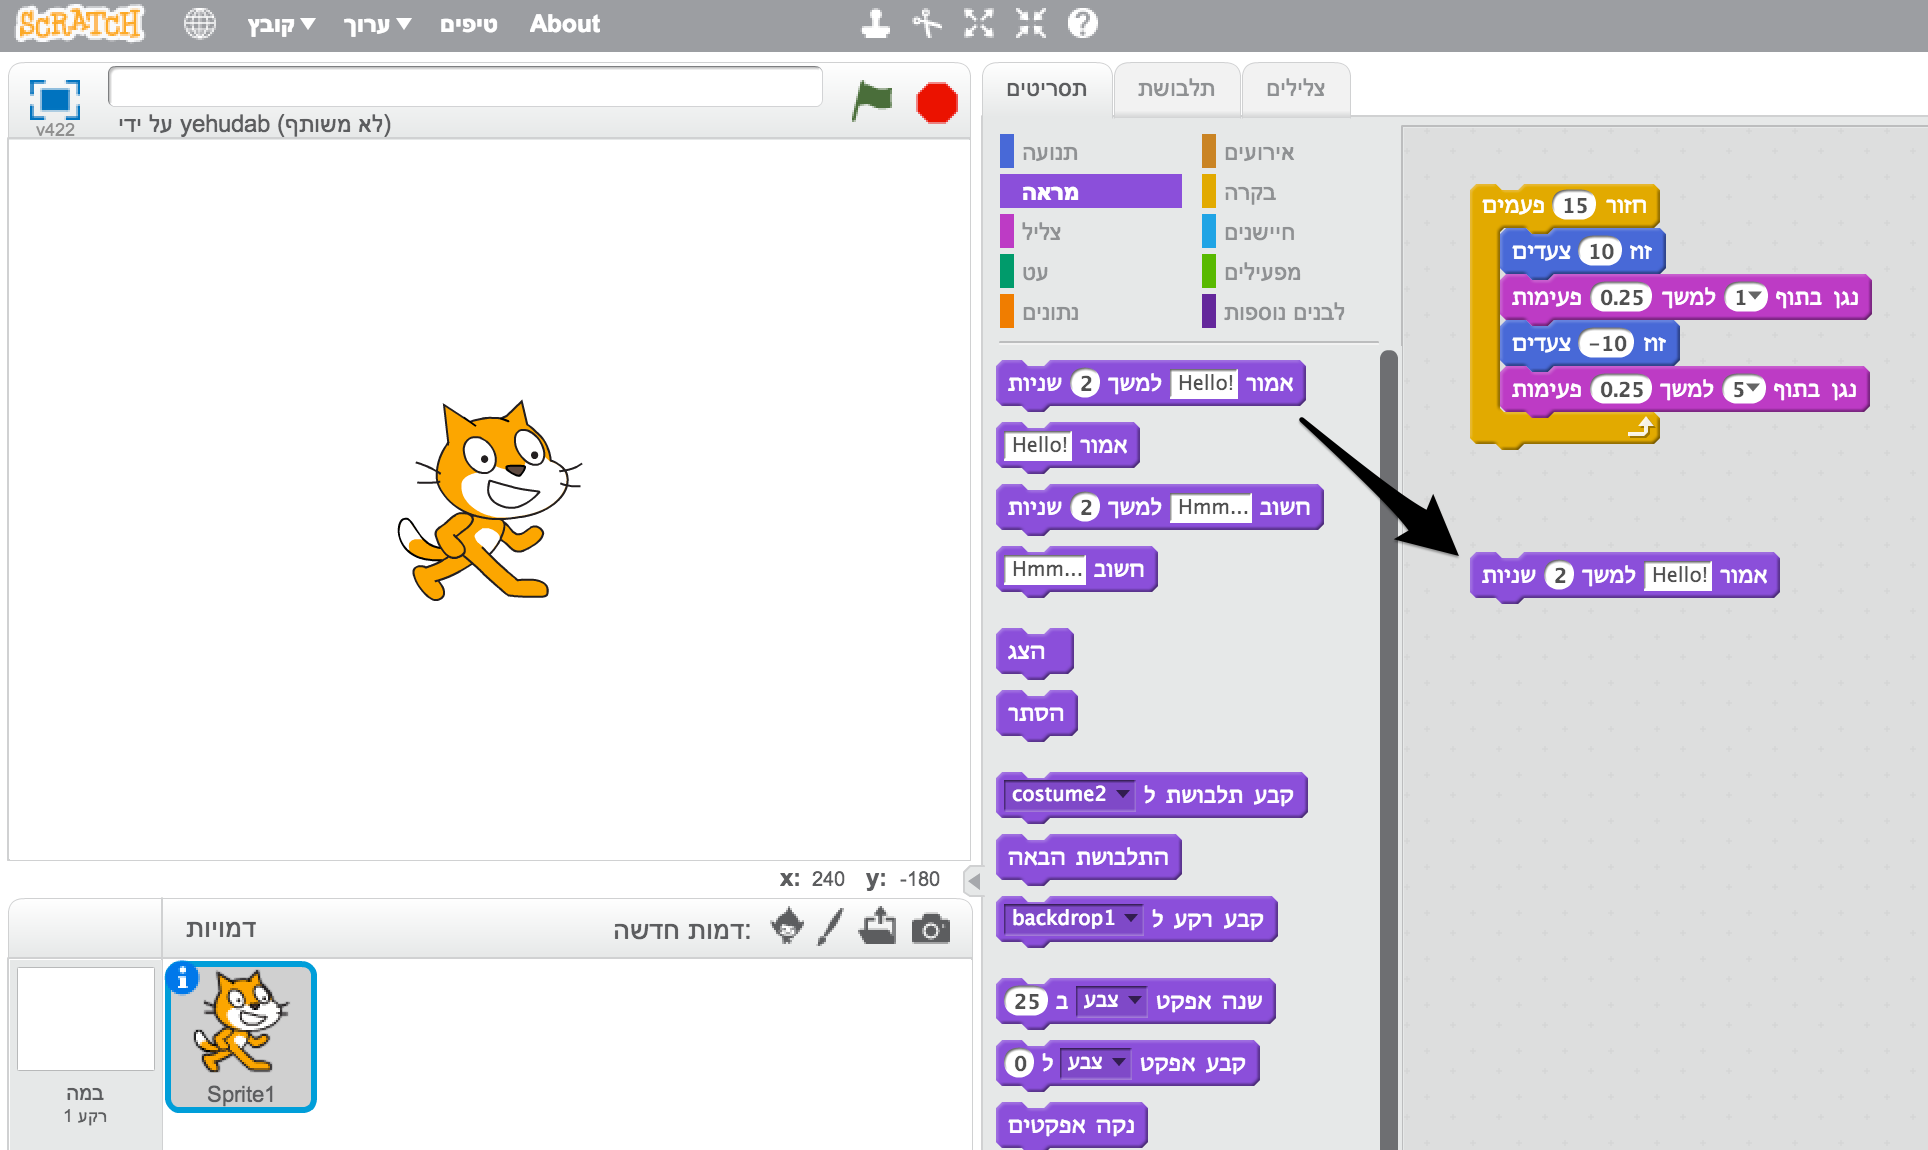 SCRATCH
קובץ
ערוך
טיפים
About
v422
על ידי yehudab (לא משותף)
תסריטים
תלבושת
צלילים
תנועה
אירועים
מראה
בקרה
צליל
חיישנים
עט
מפעילים
נתונים
לבנים נוספות
אמור Hello! למשך 2 שניות
אמור Hello!
חשוב Hmm... למשך 2 שניות
חשוב Hmm...
הצג
הסתר
קבע תלבושת ל costume2
התלבושת הבאה
קבע רקע ל backdrop1
שנה אפקט צבע ב 25
קבע אפקט צבע ל 0
נקה אפקטים
חזור 15 פעמים
זוז 10 צעדים
נגן בתוף 1 למשך 0.25 פעימות
זוז -10 צעדים
נגן בתוף 5 למשך 0.25 פעימות
אמור Hello! למשך 2 שניות
x: 240 y: -180
דמויות
דמות חדשה:
במה
רקע 1
i
Sprite1